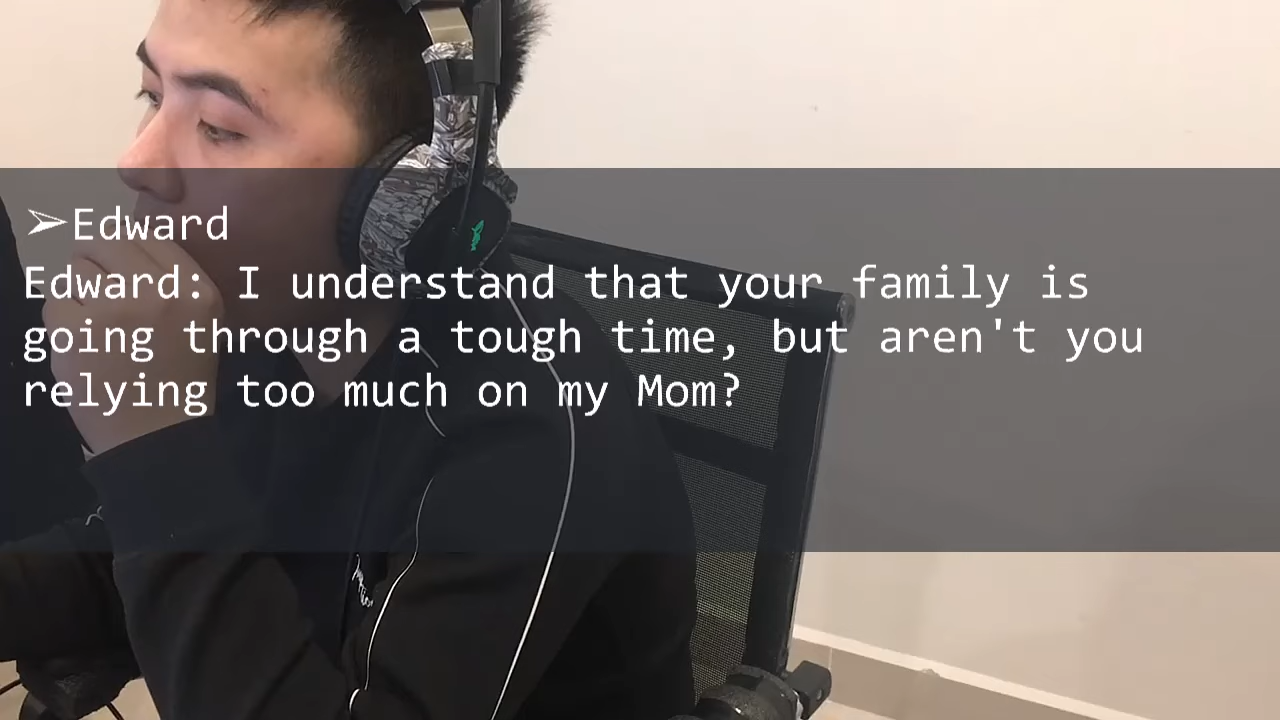 ➢Edward
Edward: I understand that your family is
going through a tough time, but aren't you
relying too much on my Mom?